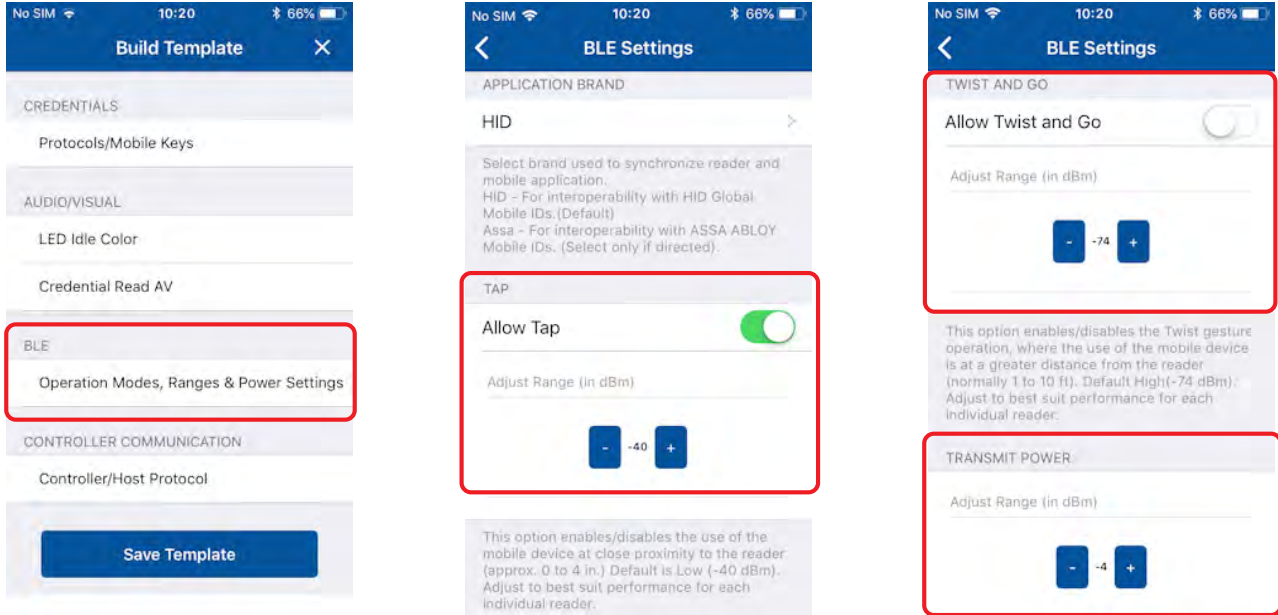 No SIM 10:20 66%
Build Template ×
CREDENTIALS
Protocols/Mobile Keys
AUDIO/VISUAL
LED Idle Color
Credential Read AV
BLE
Operation Modes, Ranges & Power Settings
CONTROLLER COMMUNICATION
Controller/Host Protocol
Save Template
No SIM 10:20 66%
BLE Settings
APPLICATION BRAND
HID
Select brand used to synchronize reader and
mobile application.
HID - For interoperability with HID Global
Mobile IDs.(Default)
Assa - For interoperability with ASSA ABLOY
Mobile IDs. (Select only if directed).
TAP
Allow Tap
Adjust Range (in dBm)
- -40 +
This option enables/disables the use of the
mobile device at close proximity to the reader
(approx. 0 to 4 in.) Default is Low (-40 dBm).
Adjust to best suit performance for each
individual reader.
No SIM 10:20 66%
BLE Settings
TWIST AND GO
Allow Twist and Go
Adjust Range (in dBm)
- -74 +
This option enables/disables the Twist gesture
operation, where the use of the mobile device
is at a greater distance from the reader
(normally 1 to 10 ft). Default High(-74 dBm).
Adjust to best suit performance for each
individual reader.
TRANSMIT POWER
Adjust Range (in dBm)
- -4 +